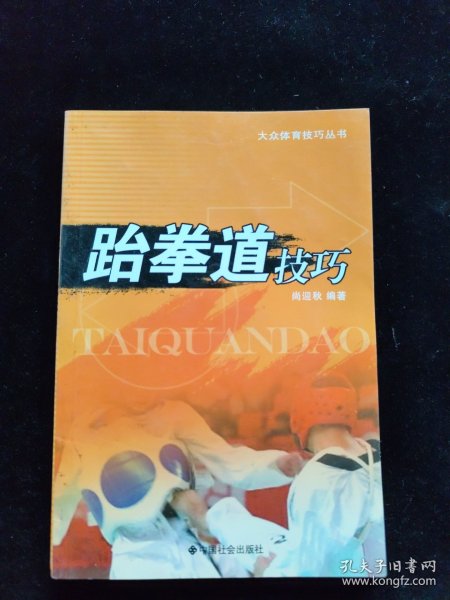 大众体育技巧丛书
跆拳道技巧
尚迎秋 编著
TAIQUANDAO
中国社会出版社
孔夫子旧书网
www.kongfz.com